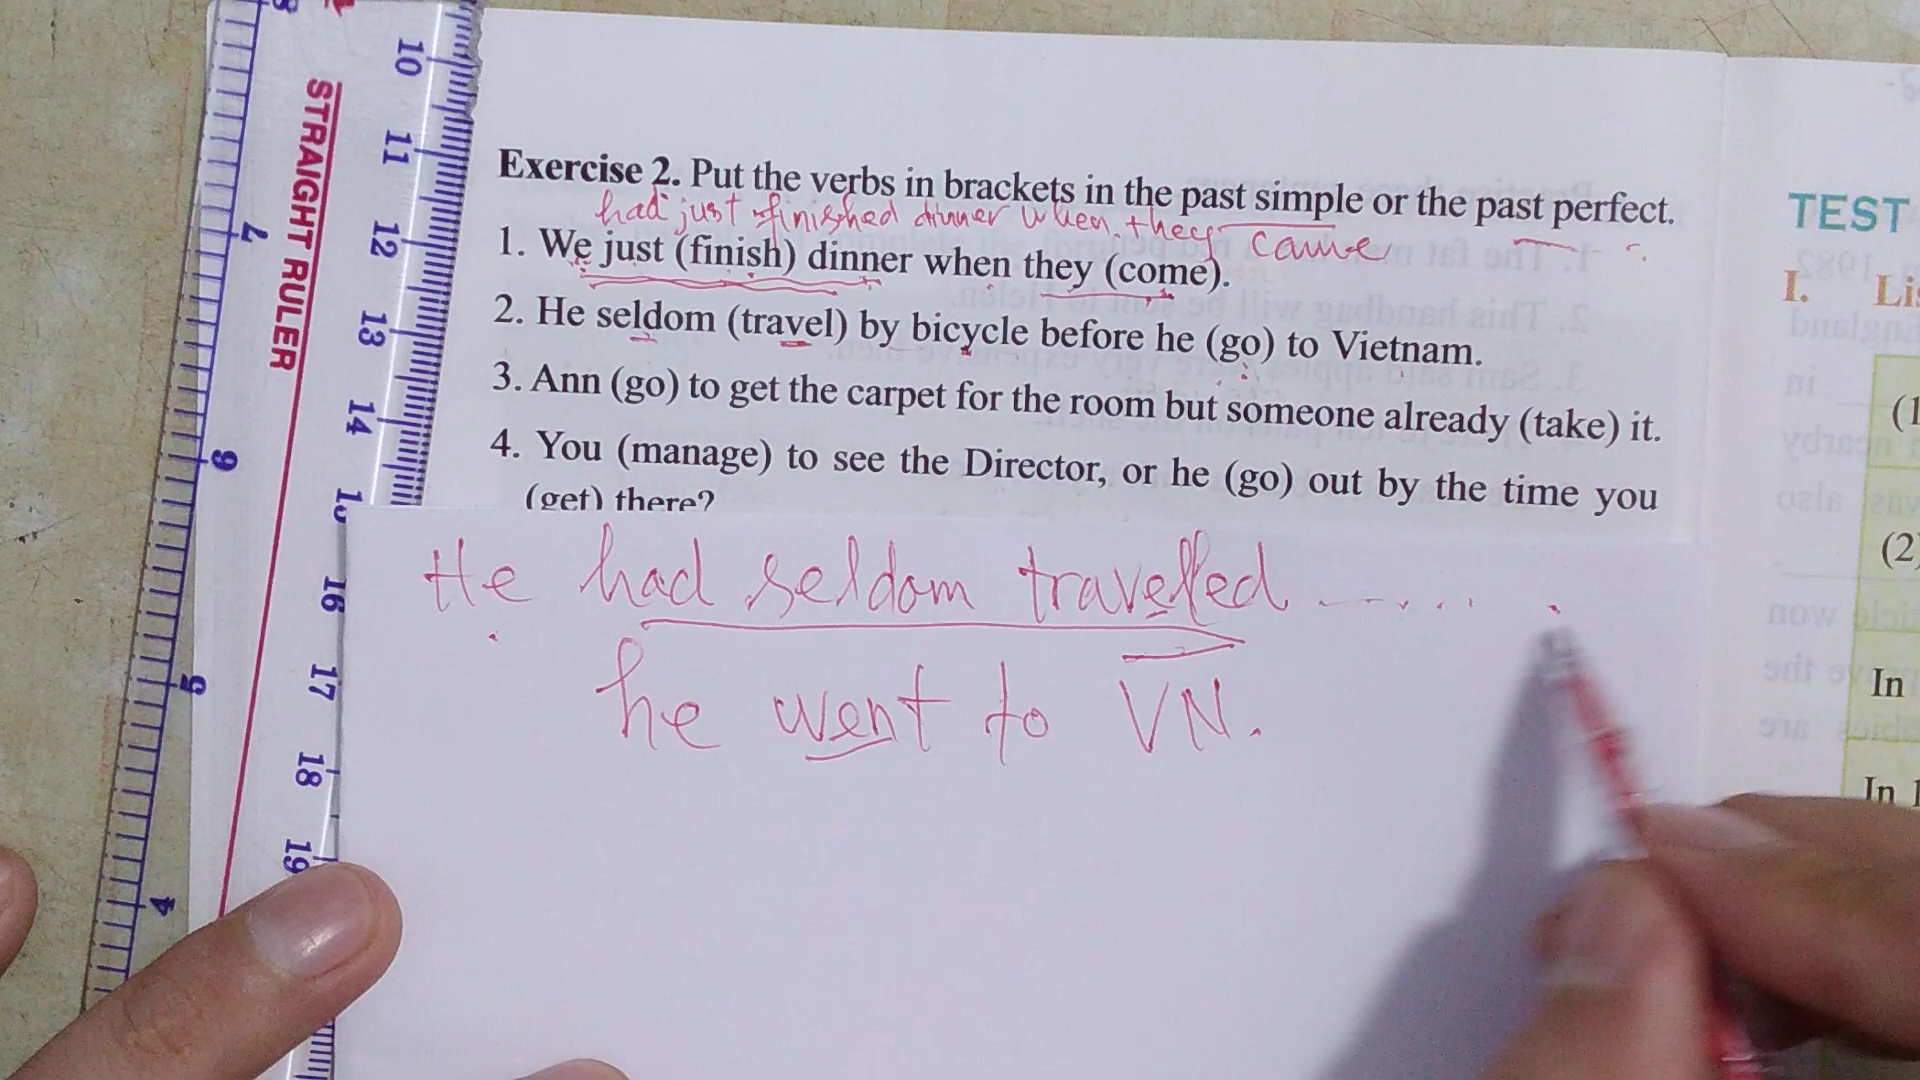 STRAIGHT RULER
10
11
12
13
14
16
17
18
19
7
6
5
4
Exercise 2. Put the verbs in brackets in the past simple or the past perfect.
had just finished dinner when they came
1. We just (finish) dinner when they (come).
2. He seldom (travel) by bicycle before he (go) to Vietnam.
3. Ann (go) to get the carpet for the room but someone already (take) it.
4. You (manage) to see the Director, or he (go) out by the time you
(get) there?
He had seldom travelled ......
he went to VN.
TEST
I. Li
(1
(2
In
In 1